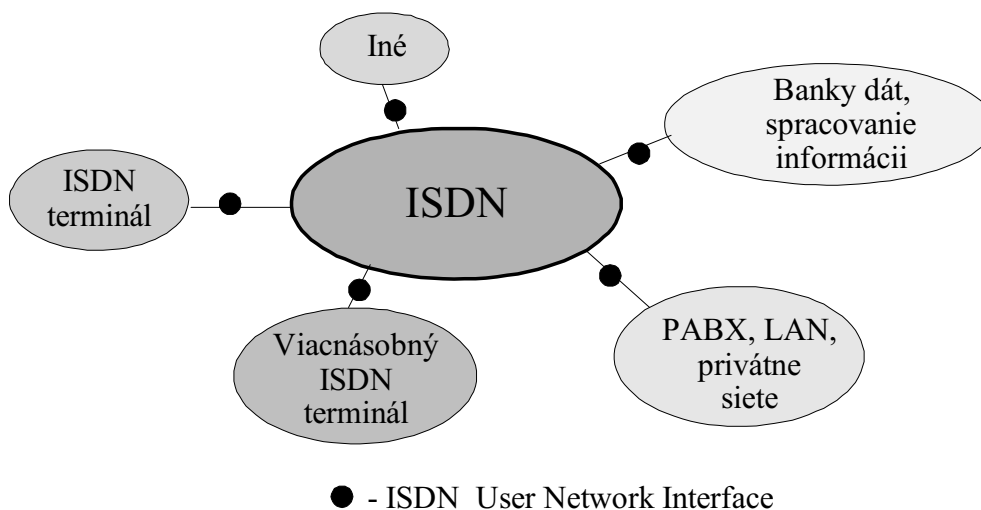 Iné
Banky dát,
spracovanie
informácii
ISDN
terminál
ISDN
Viacnásobný
ISDN
terminál
PABX, LAN,
privátne
siete
- ISDN User Network Interface